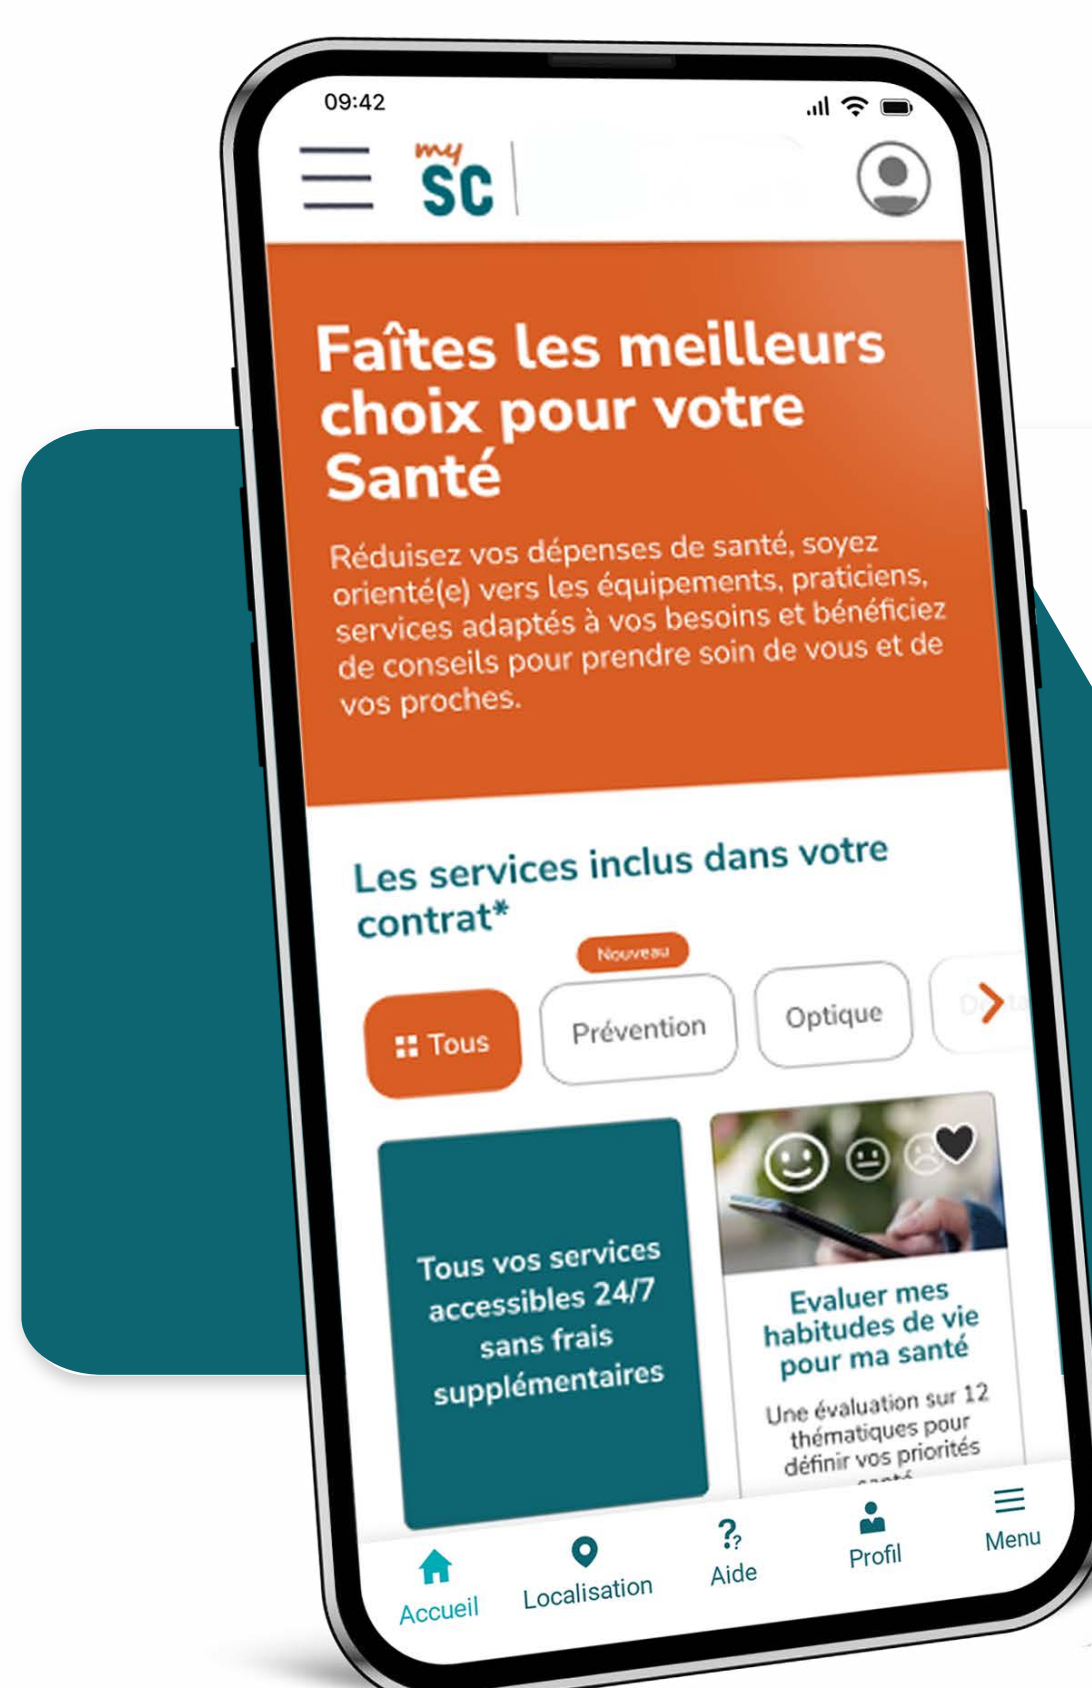 09:42
my
SC
Faîtes les meilleurs
choix pour votre
Santé
Réduisez vos dépenses de santé, soyez
orienté(e) vers les équipements, praticiens,
services adaptés à vos besoins et bénéficiez
de conseils pour prendre soin de vous et de
vos proches.
Les services inclus dans votre
contrat*
Nouveau
Tous
Prévention
Optique
Tous vos services
accessibles 24/7
sans frais
supplémentaires
Evaluer mes
habitudes de vie
pour ma santé
Une évaluation sur 12
thématiques pour
définir vos priorités
santé
Accueil
Localisation
Aide
Profil
Menu